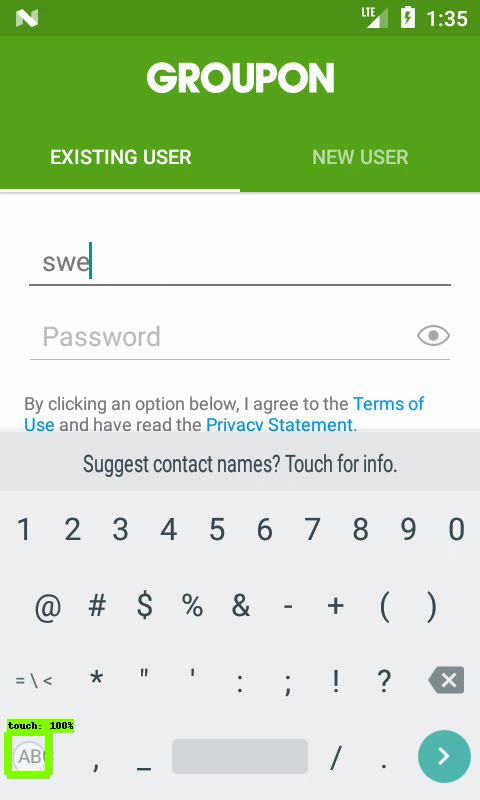 LTE 1:35
GROUPON
EXISTING USER NEW USER
swe
Password
By clicking an option below, I agree to the Terms of
Use and have read the Privacy Statement.
Suggest contact names? Touch for info.
1 2 3 4 5 6 7 8 9 0
@ # $ % & - + ( )
= \ < * " ' : ; ! ?
touch: 100%
ABC , _ / .